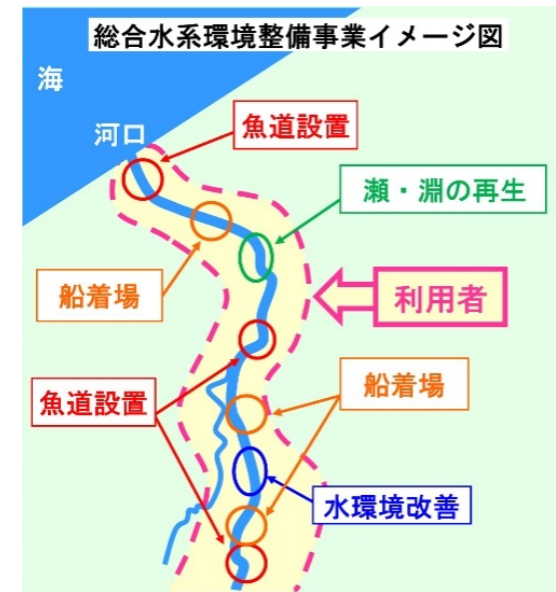 総合水系環境整備事業イメージ図
海
河口
魚道設置
瀬・淵の再生
船着場
利用者
魚道設置
船着場
水環境改善